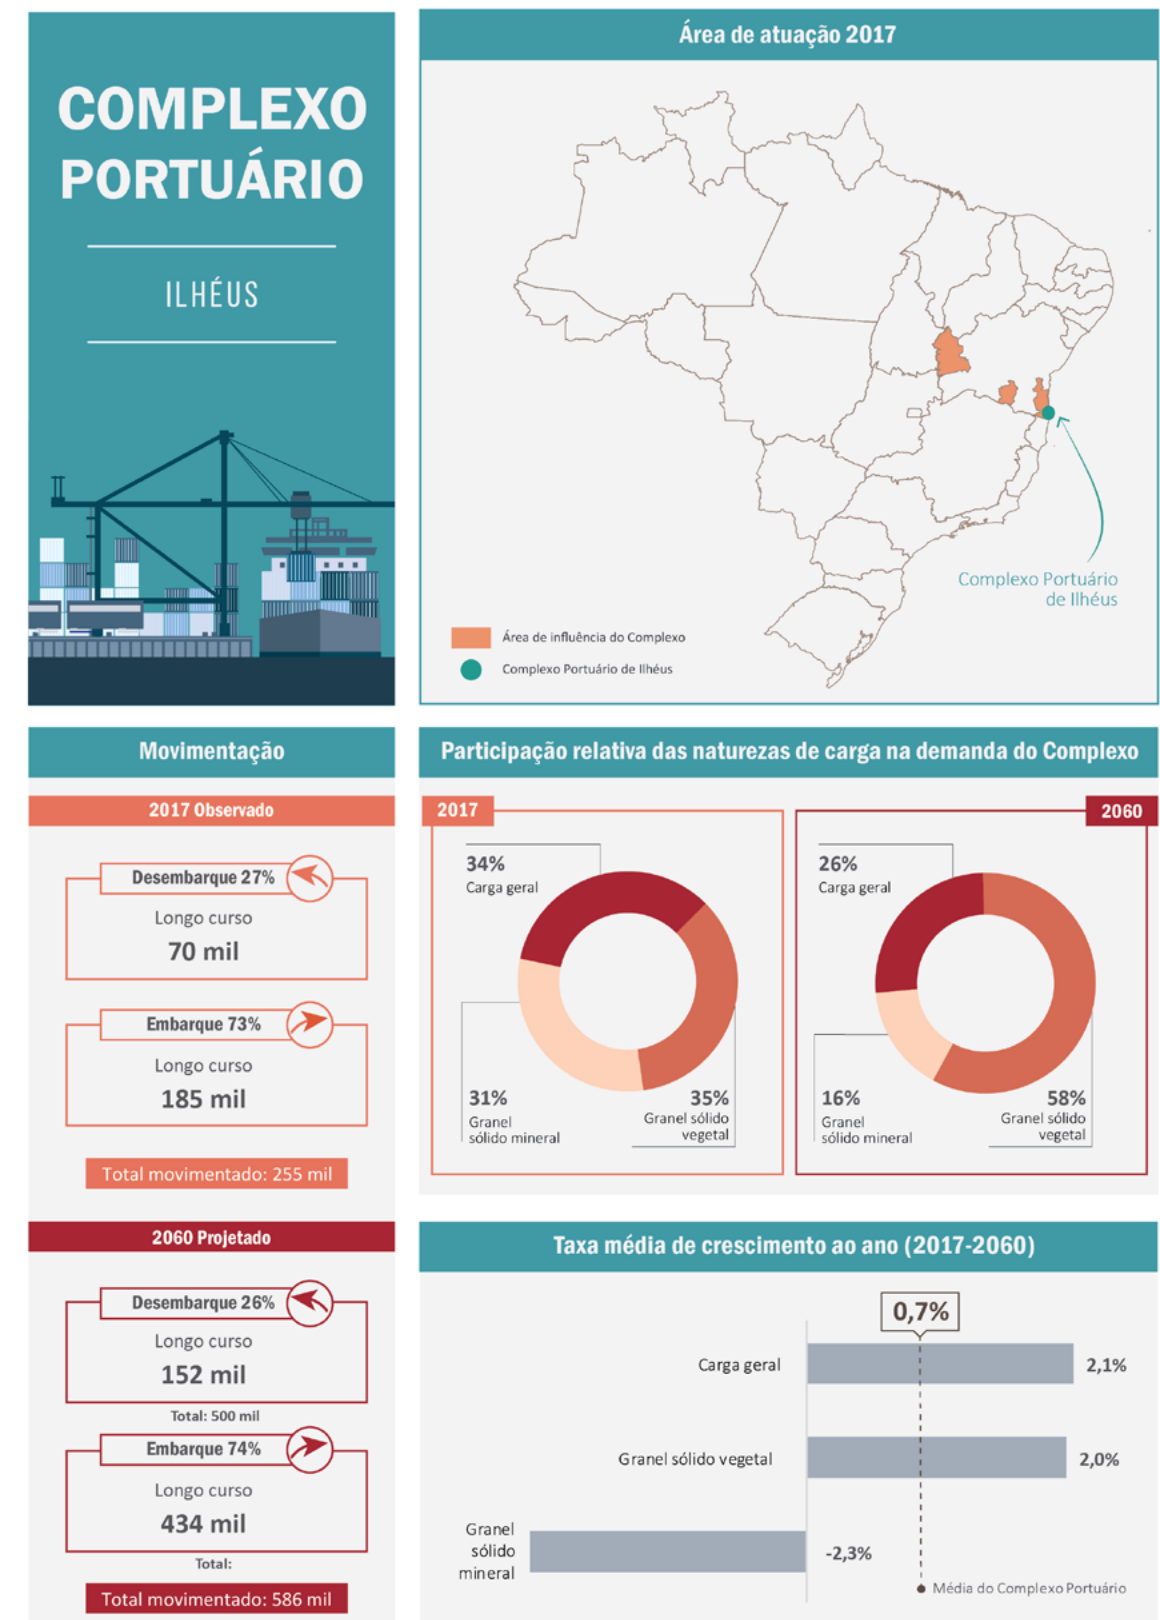 COMPLEXO
PORTUÁRIO
ILHÉUS
Área de atuação 2017
Complexo Portuário
de Ilhéus
Área de influência do Complexo
Complexo Portuário de Ilhéus
Movimentação
2017 Observado
Desembarque 27%
Longo curso
70 mil
Embarque 73%
Longo curso
185 mil
Total movimentado: 255 mil
2060 Projetado
Desembarque 26%
Longo curso
152 mil
Total: 500 mil
Embarque 74%
Longo curso
434 mil
Total:
Total movimentado: 586 mil
Participação relativa das naturezas de carga na demanda do Complexo
2017
34%
Carga geral
31%
Granel
sólido mineral
35%
Granel sólido
vegetal
2060
26%
Carga geral
16%
Granel
sólido mineral
58%
Granel sólido
vegetal
Taxa média de crescimento ao ano (2017-2060)
0,7%
Carga geral
2,1%
Granel sólido vegetal
2,0%
Granel
sólido
mineral
-2,3%
Média do Complexo Portuário